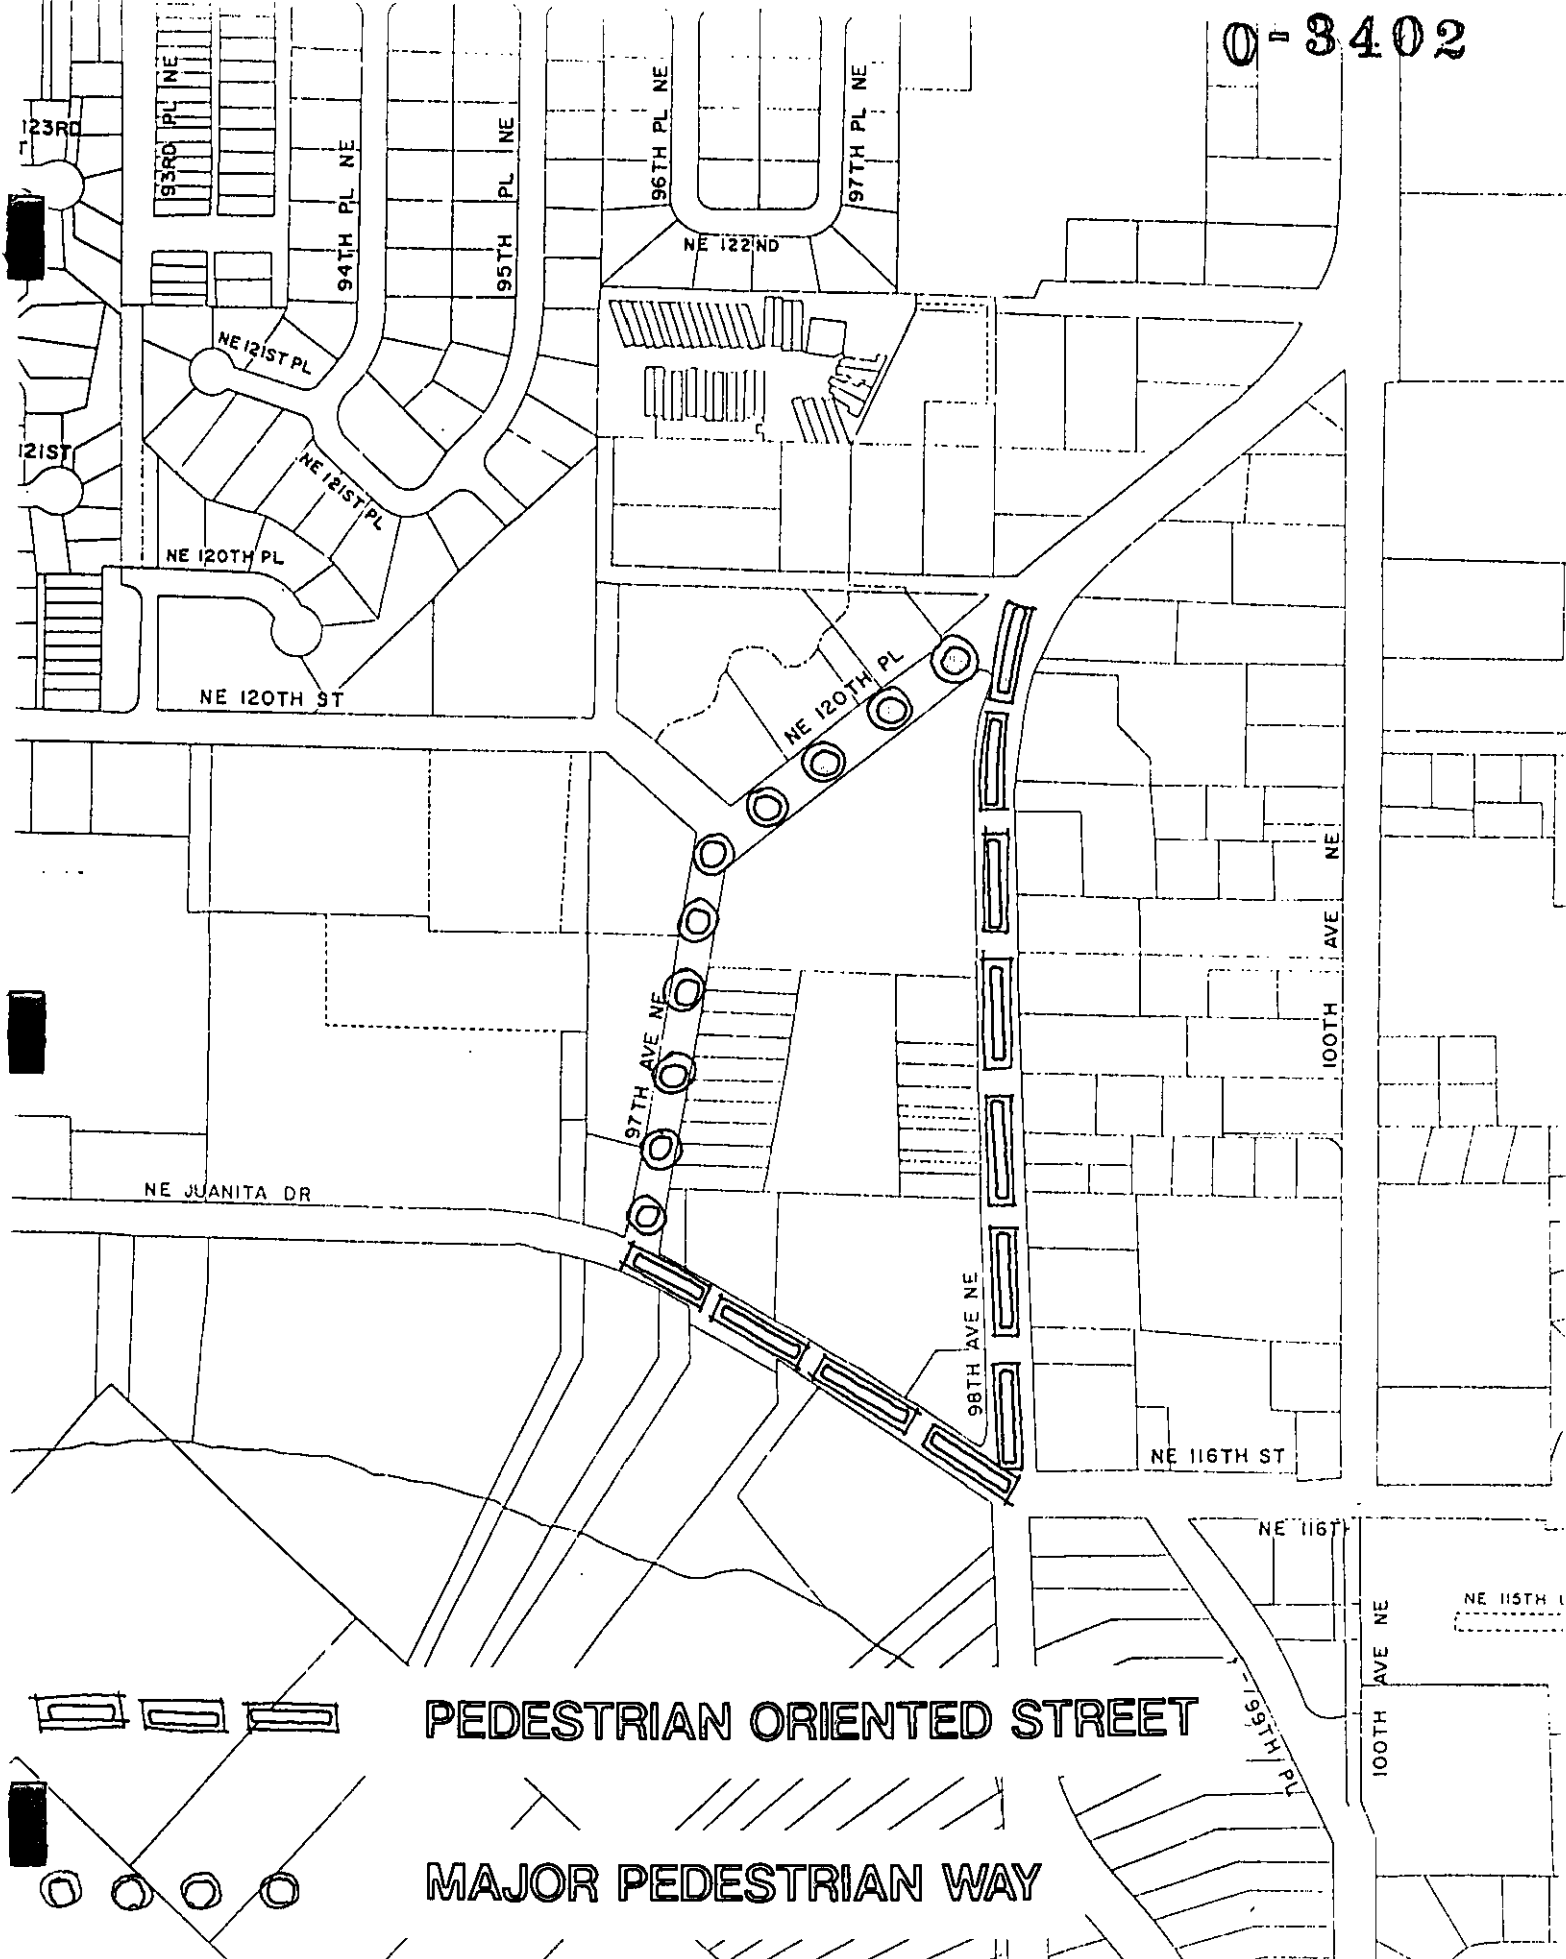 O-3402
123RD
93RD PL NE
94TH PL NE
95TH PL NE
96TH PL NE
97TH PL NE
NE 122ND
NE 121ST PL
121ST
NE 121ST PL
NE 120TH PL
NE 120TH ST
NE 120TH PL
100TH AVE NE
97TH AVE NE
NE JUANITA DR
98TH AVE NE
NE 116TH ST
NE 116TH
NE 115TH
100TH AVE NE
99TH PL
PEDESTRIAN ORIENTED STREET
MAJOR PEDESTRIAN WAY